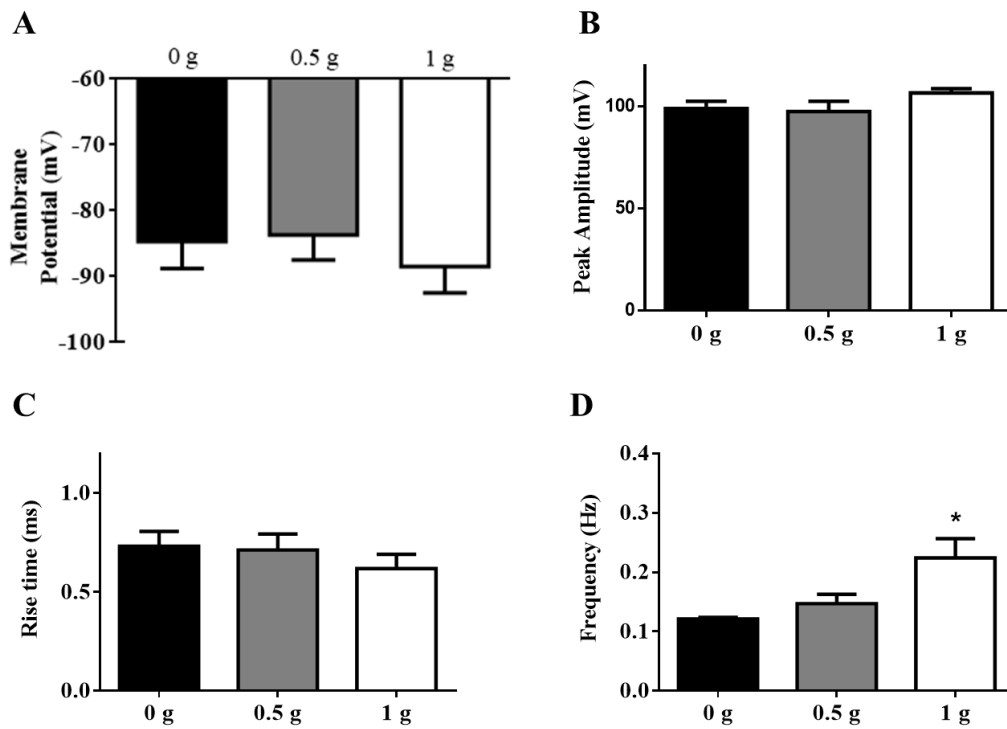 A
0 g 0.5 g 1 g
-60
-70
-80
-90
-100
Membrane
Potential (mV)
B
100
50
0
Peak Amplitude (mV)
0 g 0.5 g 1 g
C
1.0
0.5
0.0
Rise time (ms)
0 g 0.5 g 1 g
D
0.4
0.3
0.2
0.1
0.0
Frequency (Hz)
*
0 g 0.5 g 1 g